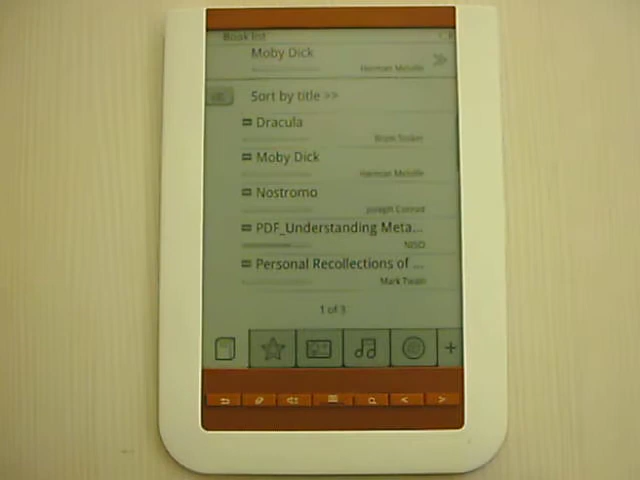 Book list
Moby Dick
Herman Melville
Sort by title >>
Dracula
Bram Stoker
Moby Dick
Herman Melville
Nostromo
Joseph Conrad
PDF_Understanding Meta...
NISO
Personal Recollections of ...
Mark Twain
1 of 3